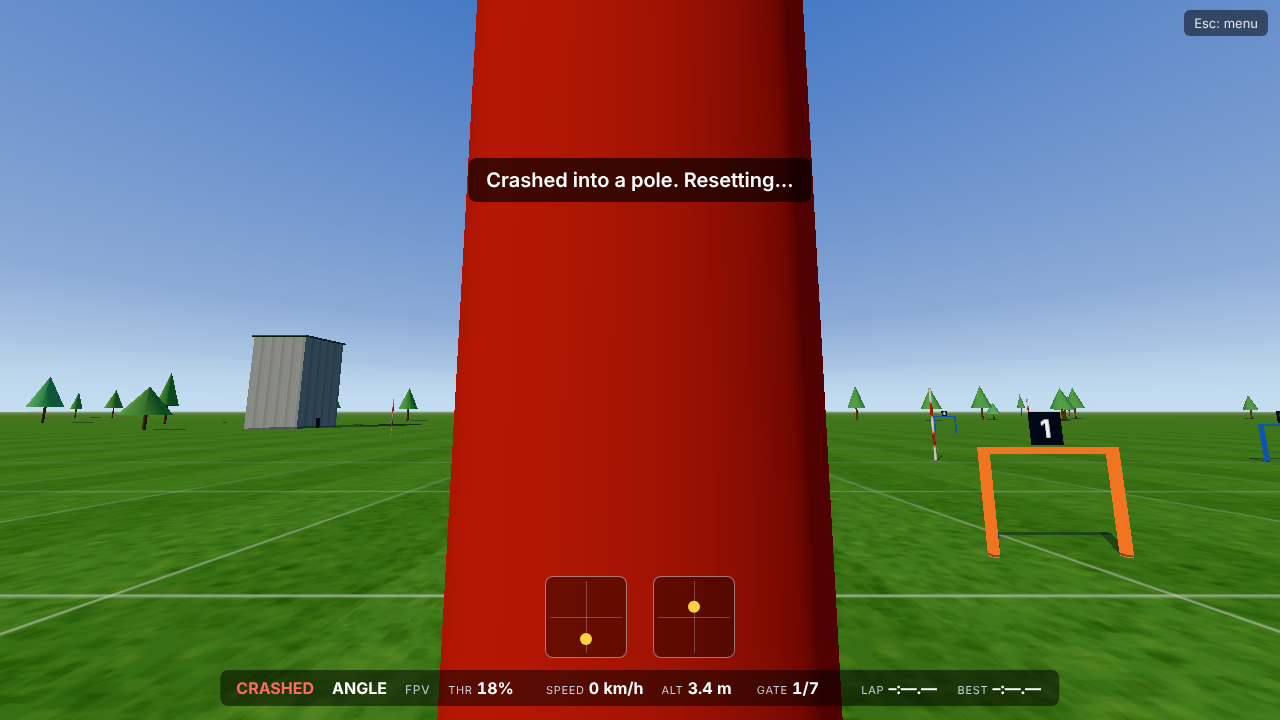 Esc: menu
Crashed into a pole. Resetting...
1
CRASHED ANGLE FPV THR 18% SPEED 0 km/h ALT 3.4 m GATE 1/7 LAP –:––.–– BEST –:––.––